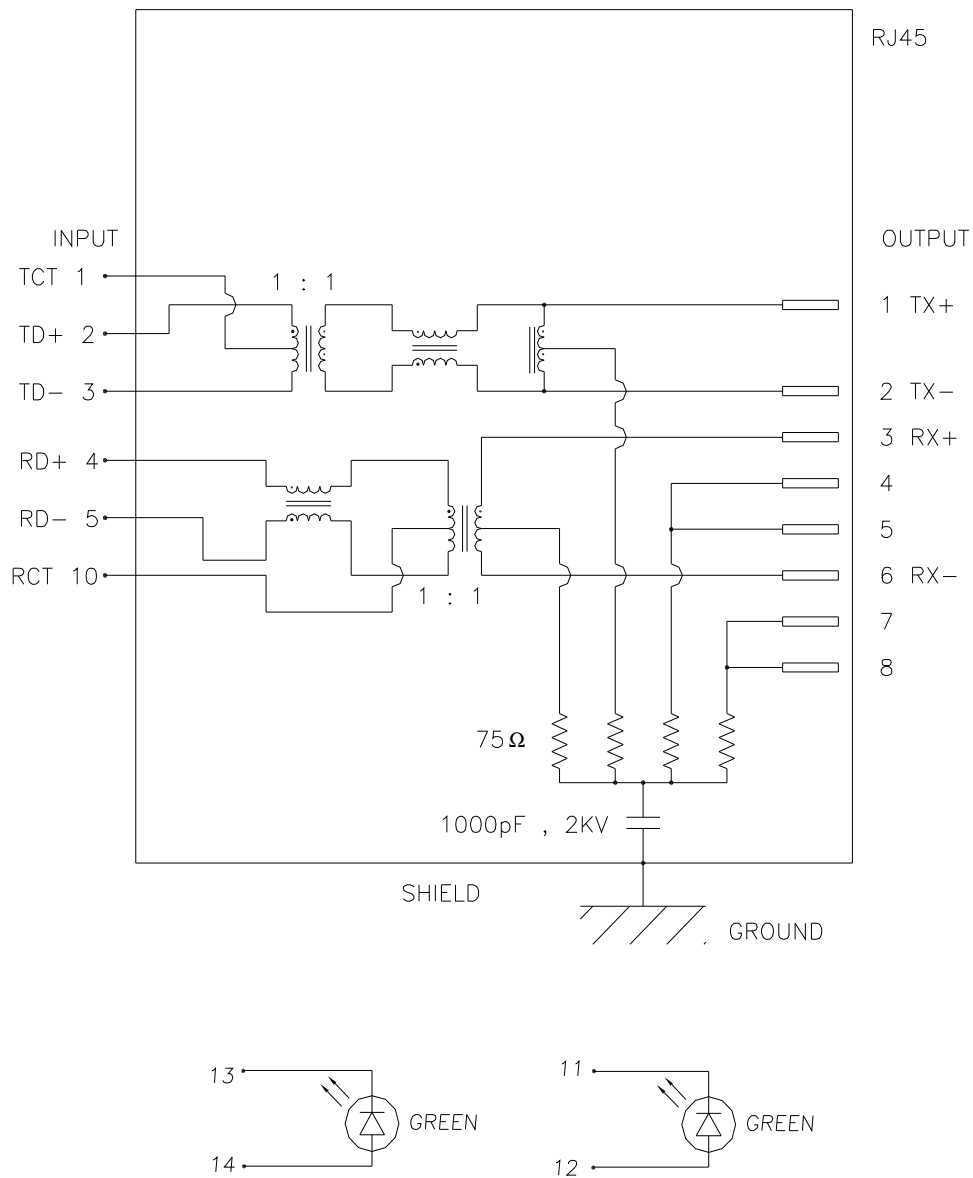 RJ45
INPUT
OUTPUT
TCT 1
1 : 1
1 TX+
TD+ 2
TD- 3
2 TX-
3 RX+
RD+ 4
4
RD- 5
5
RCT 10
6 RX-
1 : 1
7
8
75Ω
1000pF , 2KV
SHIELD
GROUND
13
11
GREEN
GREEN
14
12